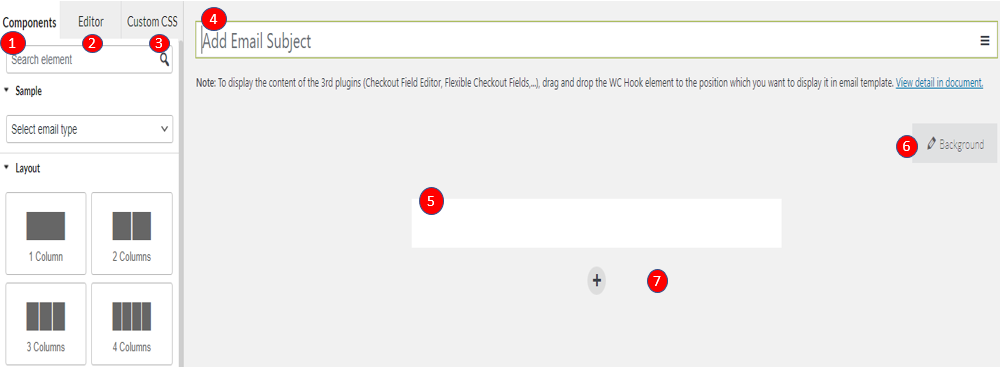 Components
Editor
Custom CSS
1
2
3
Search element
Sample
Select email type
Layout
1 Column
2 Columns
3 Columns
4 Columns
4
Add Email Subject
Note: To display the content of the 3rd plugins (Checkout Field Editor, Flexible Checkout Fields,...), drag and drop the WC Hook element to the position which you want to display it in email template. View detail in document.
6
Background
5
+
7